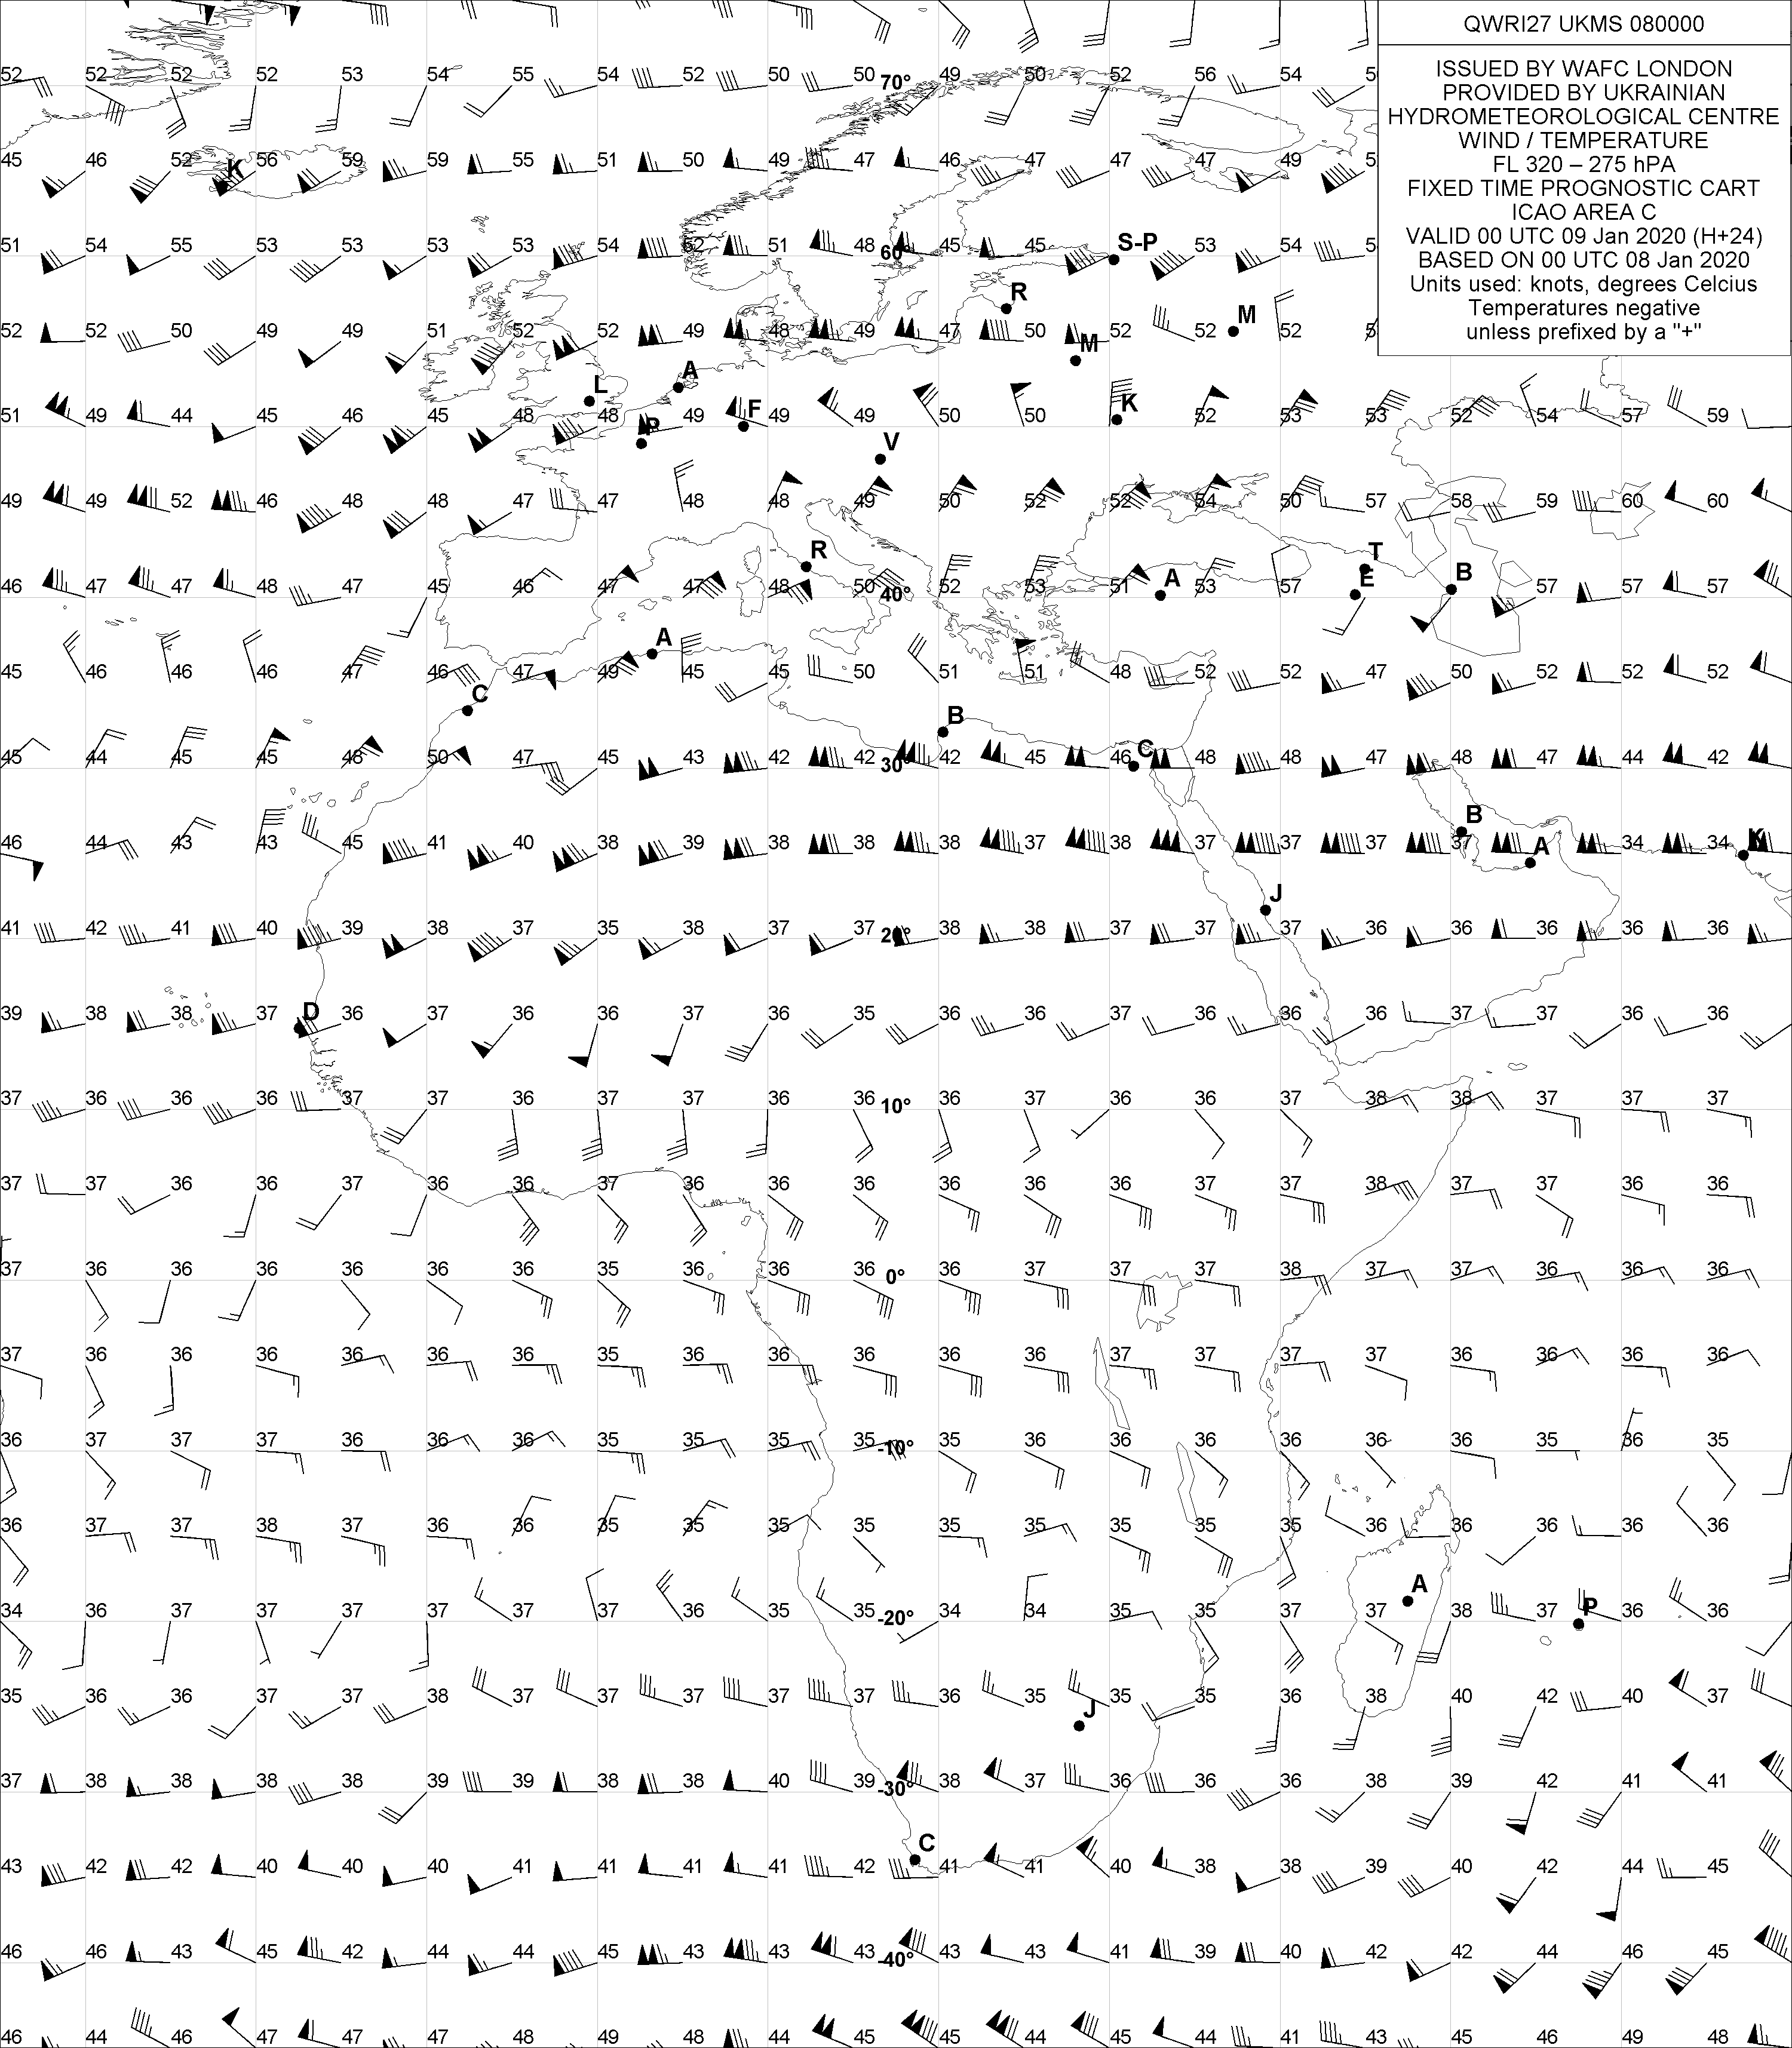 QWRI27 UKMS 080000
ISSUED BY WAFC LONDON
PROVIDED BY UKRAINIAN
HYDROMETEOROLOGICAL CENTRE
WIND / TEMPERATURE
FL 320 – 275 hPA
FIXED TIME PROGNOSTIC CART
ICAO AREA C
VALID 00 UTC 09 Jan 2020 (H+24)
BASED ON 00 UTC 08 Jan 2020
Units used: knots, degrees Celcius
Temperatures negative
unless prefixed by a "+"
52 52 52 52 53 54 55 54 52 50 50 70° 49 50 52 56 54
45 46 52 K 56 59 59 55 51 50 49 47 46 47 47 47 49
51 54 55 53 53 53 53 54 52 51 48 60° 45 45 S-P 53 54
R
52 52 50 49 49 51 52 52 49 48 49 47 50 M 52 52 M 52
L A
51 49 44 45 46 45 48 48 P 49 F 49 49 50 50 K 52 53 53 52 54 57 59
V
49 49 52 46 48 48 47 47 48 48 49 50 52 52 54 50 57 58 59 60 60
R T
46 47 47 48 47 45 46 47 47 48 50 40° 52 53 51 A 53 57 E B 57 57 57
45 46 46 46 47 46 47 49 A 45 45 50 51 51 48 52 52 47 50 52 52 52
C
B
45 44 45 45 48 50 47 45 43 42 42 30° 42 45 46 C 48 48 47 48 47 44 42
46 44 43 43 45 41 40 38 39 38 38 38 37 38 37 37 37 B 37 A 34 34 K
J
41 42 41 40 39 38 37 35 38 37 37 20° 38 38 37 37 37 36 36 36 36 36
39 38 38 37 D 36 37 36 36 37 36 35 36 36 37 36 36 36 36 37 36 36
37 36 36 36 37 37 36 37 37 36 36 10° 36 37 36 36 37 38 38 37 37 37
37 37 36 37 37 36 36 37 36 36 36 36 36 36 37 37 38 37 37 36 36
37 36 36 36 36 36 36 35 36 36 36 0° 36 37 37 37 38 37 37 36 36 36
37 36 36 36 36 36 36 35 36 36 36 36 36 37 37 37 37 36 36 36 36
36 37 37 37 36 36 36 35 35 35 35 -10° 35 36 36 36 36 36 36 35 36 35
36 37 37 38 37 36 36 35 35 35 35 35 35 35 35 35 36 36 36 36 36
A
34 36 37 37 37 37 37 37 36 35 35 -20° 34 34 35 35 37 37 38 37 P 36 36
35 36 36 37 37 38 37 37 37 37 37 36 35 35 35 36 38 40 42 40 37
J
37 38 38 38 38 39 39 38 38 40 39 -30° 38 37 36 36 36 38 39 42 41 41
C
43 42 42 40 40 40 41 41 41 41 42 41 41 40 38 38 39 40 42 44 45
46 46 43 45 42 44 44 45 43 43 43 -40° 43 43 41 39 40 42 42 44 46 45
46 44 46 47 47 47 48 49 48 44 45 45 44 45 44 41 43 45 46 49 48